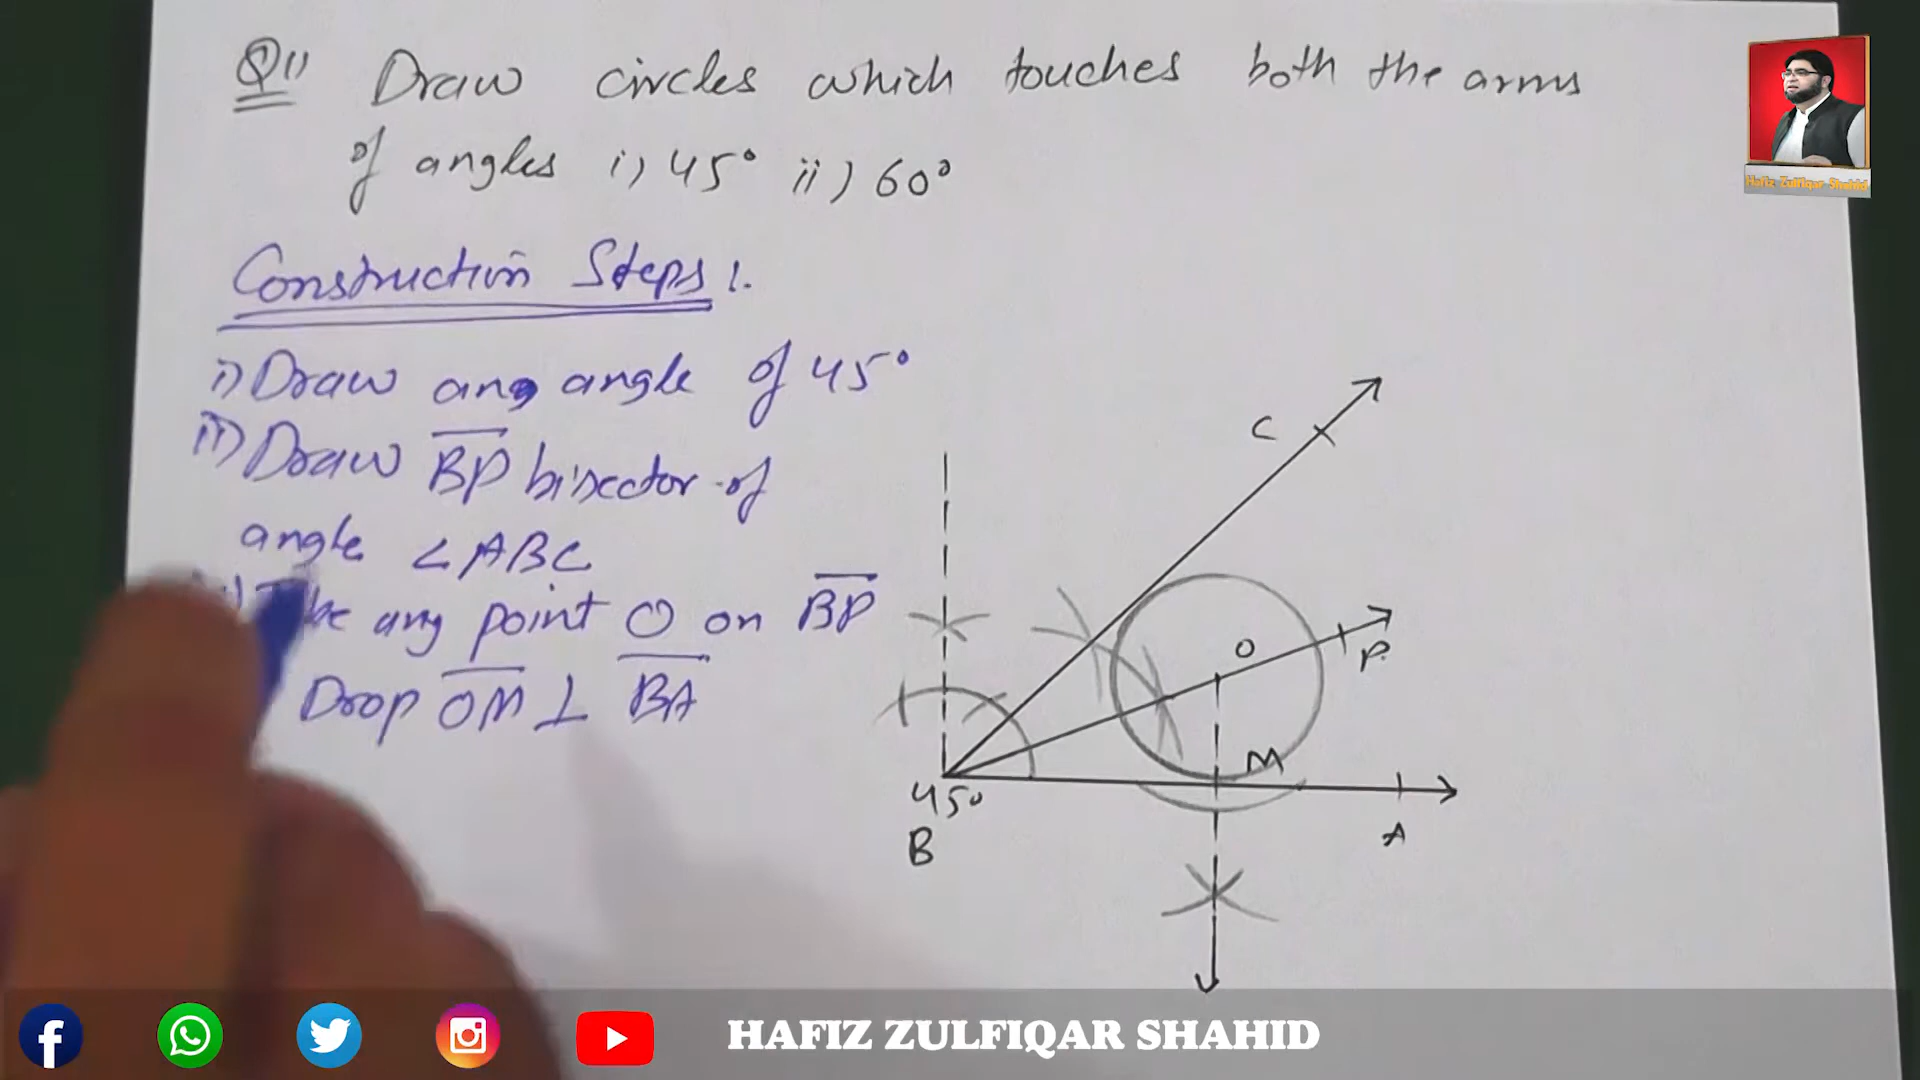 Q11 Draw circles which touches both the arms
of angles i) 45° ii) 60°
Construction Steps:
i) Draw ang angle of 45°
ii) Draw BP bisector of
angle ∠ABC
any point O on BP
Drop OM ⊥ BA
C
O
P
M
45°
A
B
Hafiz Zulfiqar Shahid
HAFIZ ZULFIQAR SHAHID